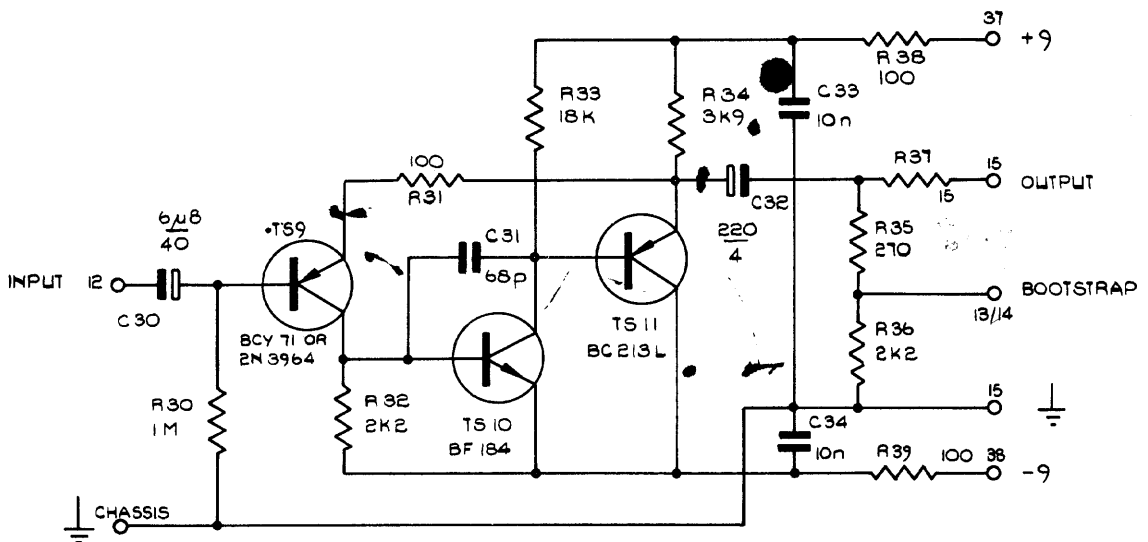 37
+9
R38
100
R33
18K
R34
3K9
C33
10n
100
R31
R37
15
15
OUTPUT
C32
220
4
R35
270
6µ8
40
•TS9
C31
68p
INPUT 12
C30
BCY 71 OR
2N3964
TS11
BC213L
BOOTSTRAP
13/14
R36
2K2
R30
1M
R32
2K2
TS10
BF184
15
C34
10n
R39
100
38
-9
CHASSIS